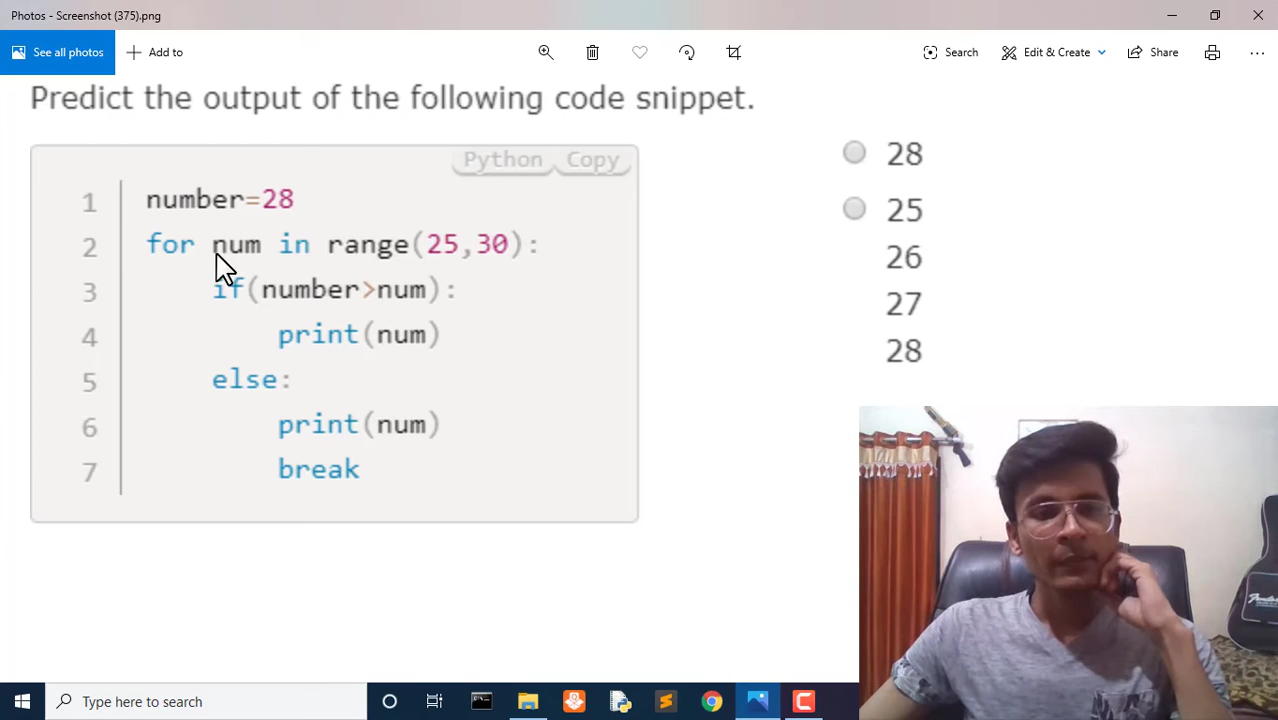 Photos - Screenshot (375).png
See all photos
Add to
Search
Edit & Create
Share
Predict the output of the following code snippet.
Python Copy
1 number=28
2 for num in range(25,30):
3 if(number>num):
4 print(num)
5 else:
6 print(num)
7 break
28
25
26
27
28
Fender
Type here to search